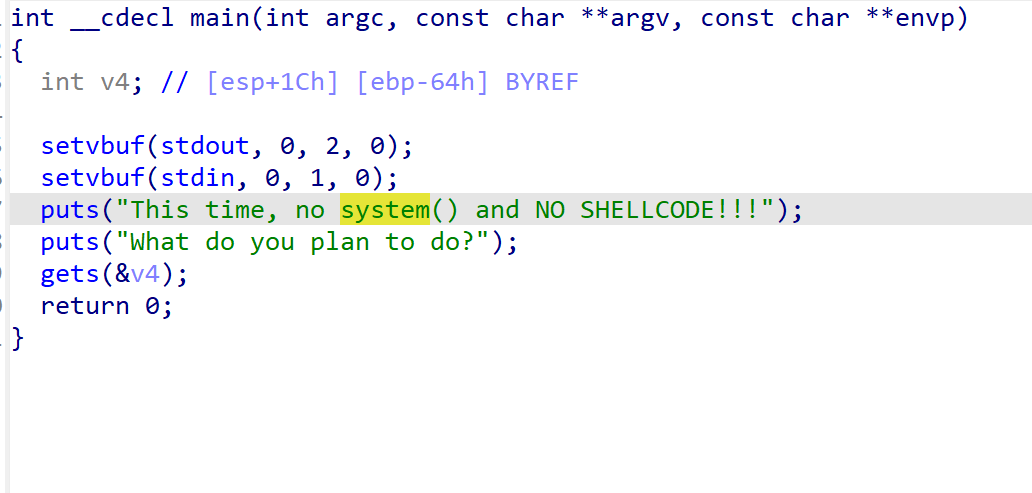 int __cdecl main(int argc, const char **argv, const char **envp)
{
int v4; // [esp+1Ch] [ebp-64h] BYREF
setvbuf(stdout, 0, 2, 0);
setvbuf(stdin, 0, 1, 0);
puts("This time, no system() and NO SHELLCODE!!!");
puts("What do you plan to do?");
gets(&v4);
return 0;
}